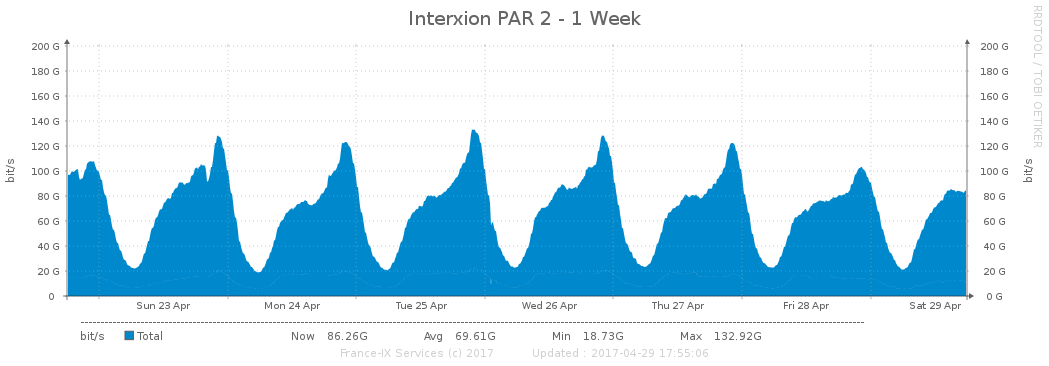 Interxion PAR 2 - 1 Week
RRDTOOL / TOBI OETIKER
bit/s
200 G 200 G
180 G 180 G
160 G 160 G
140 G 140 G
120 G 120 G
100 G 100 G
80 G 80 G
60 G 60 G
40 G 40 G
20 G 20 G
0 0 G
bit/s
Sun 23 Apr Mon 24 Apr Tue 25 Apr Wed 26 Apr Thu 27 Apr Fri 28 Apr Sat 29 Apr
bit/s Total Now 86.26G Avg 69.61G Min 18.73G Max 132.92G
France-IX Services (c) 2017 Updated : 2017-04-29 17:55:06